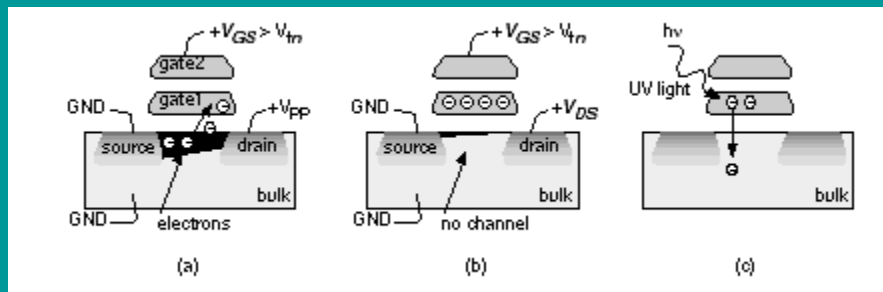 +VGS > Vtn
gate2
gate1
GND
+VPP
source
drain
bulk
GND
electrons
(a)
+VGS > Vtn
GND
+VDS
source
drain
bulk
GND
no channel
(b)
hν
UV light
bulk
(c)